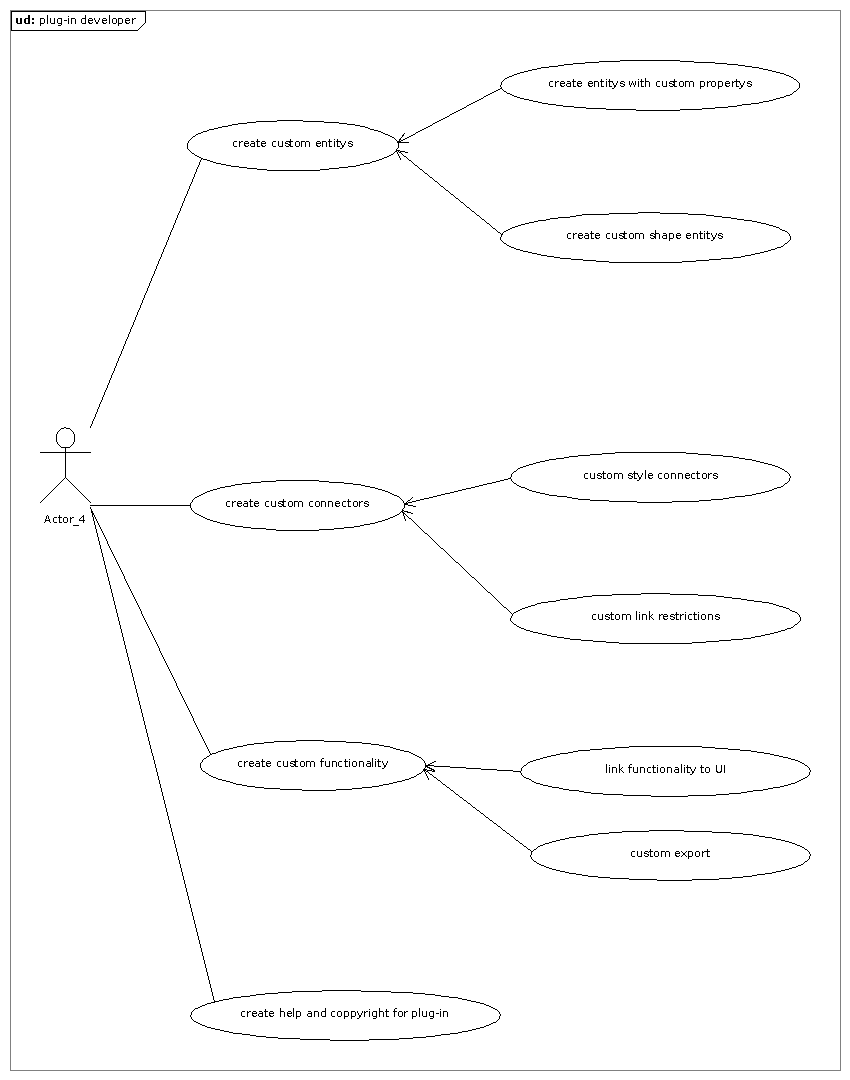 ud: plug-in developer
create entitys with custom propertys
create custom entitys
create custom shape entitys
custom style connectors
create custom connectors
Actor_4
custom link restrictions
create custom functionality
link functionality to UI
custom export
create help and coppyright for plug-in